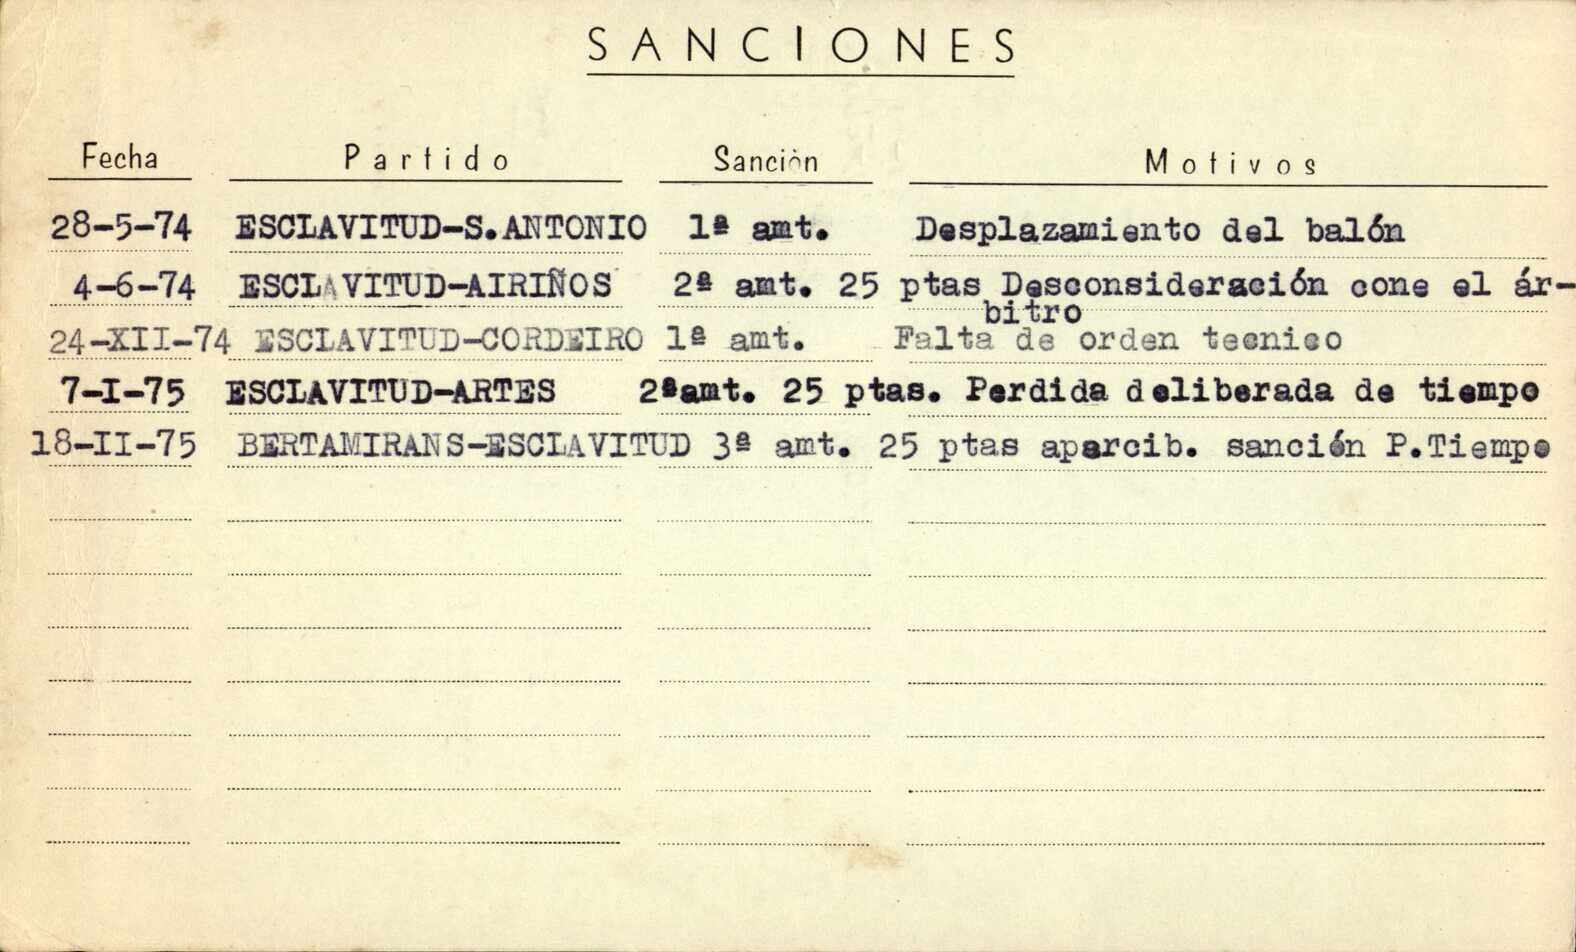 SANCIONES
Fecha Partido Sanción Motivos
28-5-74 ESCLAVITUD-S.ANTONIO 1ª amt. Desplazamiento del balón
4-6-74 ESCLAVITUD-AIRIÑOS 2ª amt. 25 ptas Desconsideración cone el ár-
bitro
24-XII-74 ESCLAVITUD-CORDEIRO 1ª amt. Falta de orden tecnico
7-I-75 ESCLAVITUD-ARTES 2ªamt. 25 ptas. Perdida deliberada de tiempo
18-II-75 BERTAMIRANS-ESCLAVITUD 3ª amt. 25 ptas aparcib. sanción P.Tiempo